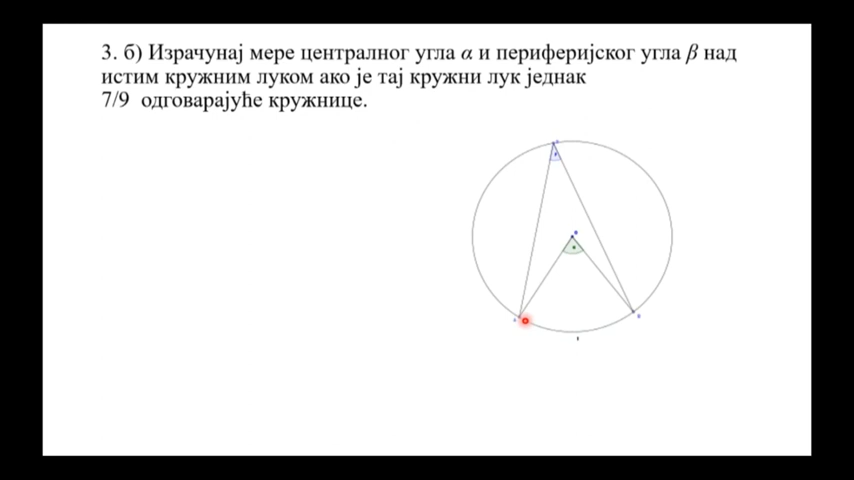 3. б) Израчунај мере централног угла α и периферијског угла β над
истим кружним луком ако је тај кружни лук једнак
7/9 одговарајуће кружнице.